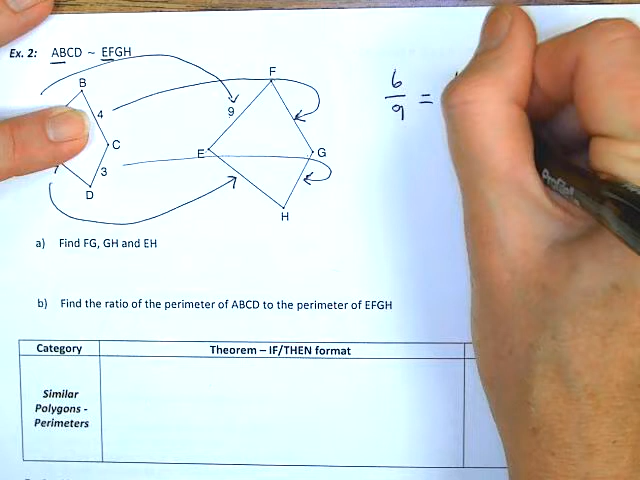 Ex. 2: ABCD ~ EFGH
B
F
6
4
9
=
9
C
E
G
7
3
D
H
a) Find FG, GH and EH
b) Find the ratio of the perimeter of ABCD to the perimeter of EFGH
Category
Theorem – IF/THEN format
Similar
Polygons -
Perimeters